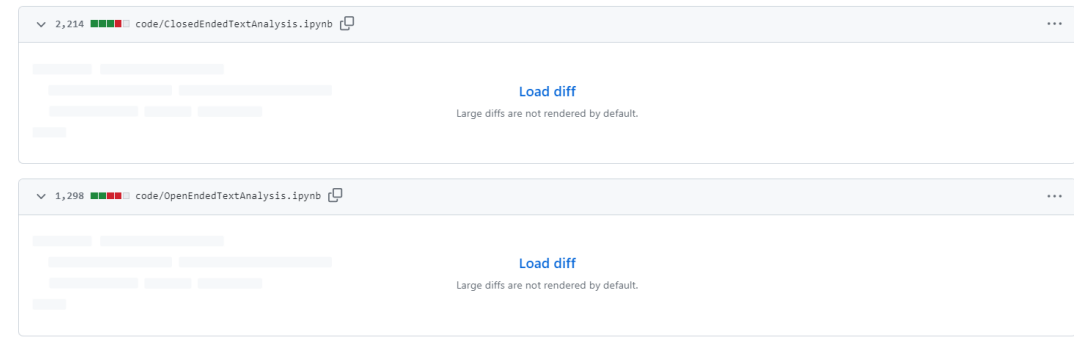 2,214 code/ClosedEndedTextAnalysis.ipynb
Load diff
Large diffs are not rendered by default.
1,298 code/OpenEndedTextAnalysis.ipynb
Load diff
Large diffs are not rendered by default.